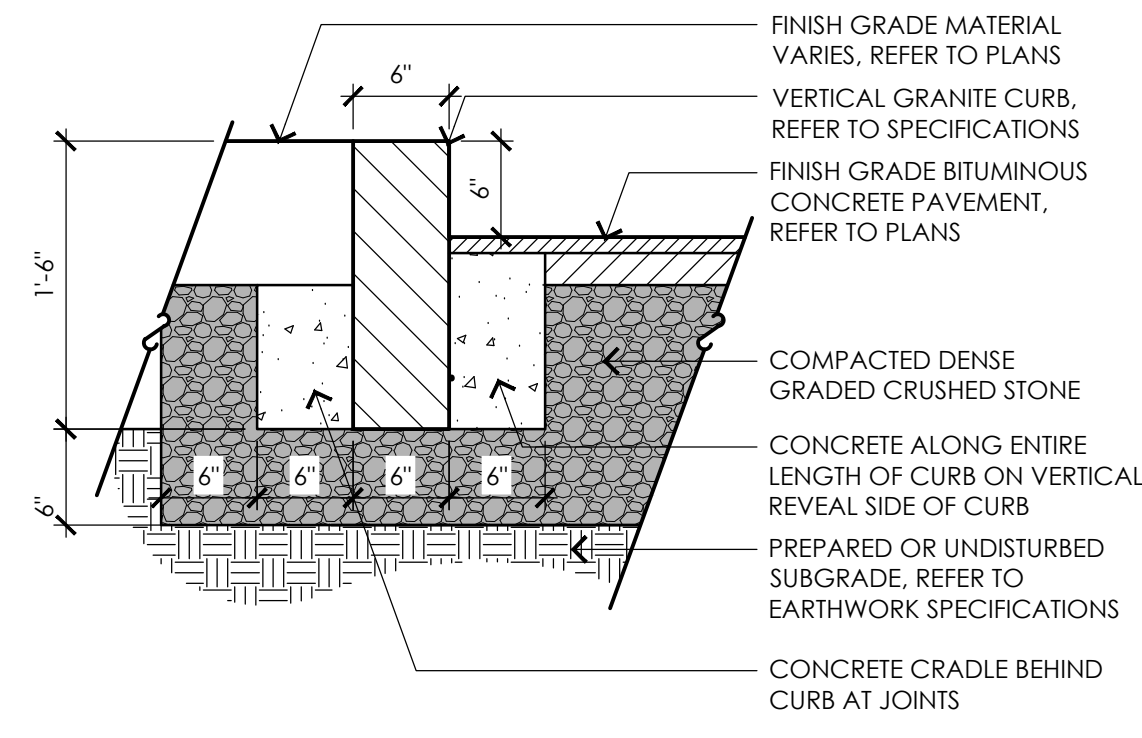 FINISH GRADE MATERIAL
VARIES, REFER TO PLANS
6"
VERTICAL GRANITE CURB,
REFER TO SPECIFICATIONS
6"
FINISH GRADE BITUMINOUS
CONCRETE PAVEMENT,
REFER TO PLANS
1'-6"
COMPACTED DENSE
GRADED CRUSHED STONE
CONCRETE ALONG ENTIRE
LENGTH OF CURB ON VERTICAL
REVEAL SIDE OF CURB
6" 6" 6" 6"
6"
PREPARED OR UNDISTURBED
SUBGRADE, REFER TO
EARTHWORK SPECIFICATIONS
CONCRETE CRADLE BEHIND
CURB AT JOINTS